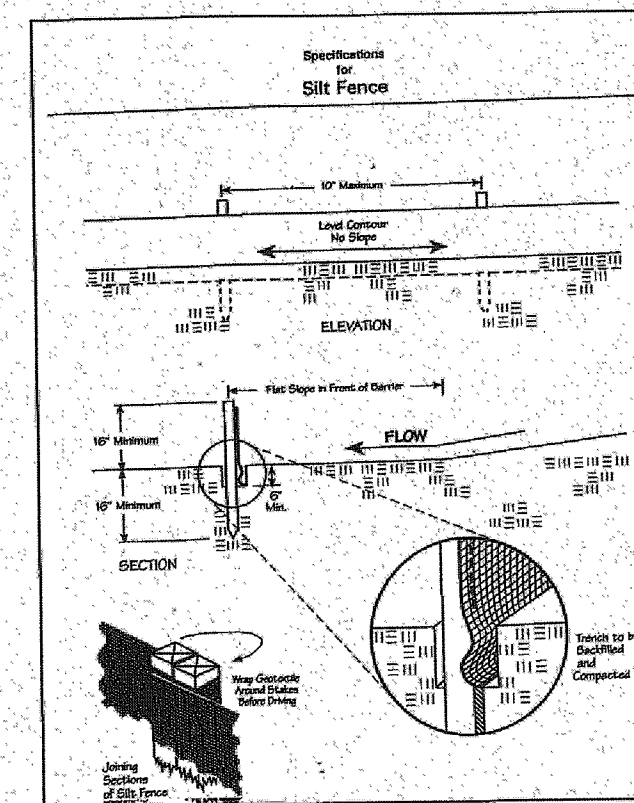 Specifications
for
Silt Fence
10" Maximum
Level Contour
No Slope
ELEVATION
Flat Slope in Front of Barrier
16" Minimum
FLOW
16" Minimum
6"
Min.
SECTION
Wrap Geotextile
Around Stakes
Before Driving
Trench to b
Backfilled
and
Compacted
Joining
Sections
of Silt Fence